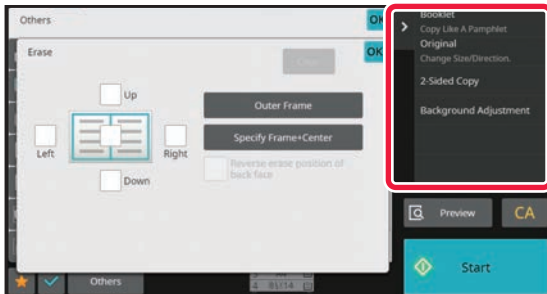 Others
OK
Erase
OK
Clear
Up
Left
Right
Down
Outer Frame
Specify Frame+Center
Reverse erase position of
back face
Booklet
Copy Like A Pamphlet
Original
Change Size/Direction.
2-Sided Copy
Background Adjustment
Preview
CA
Start
Others